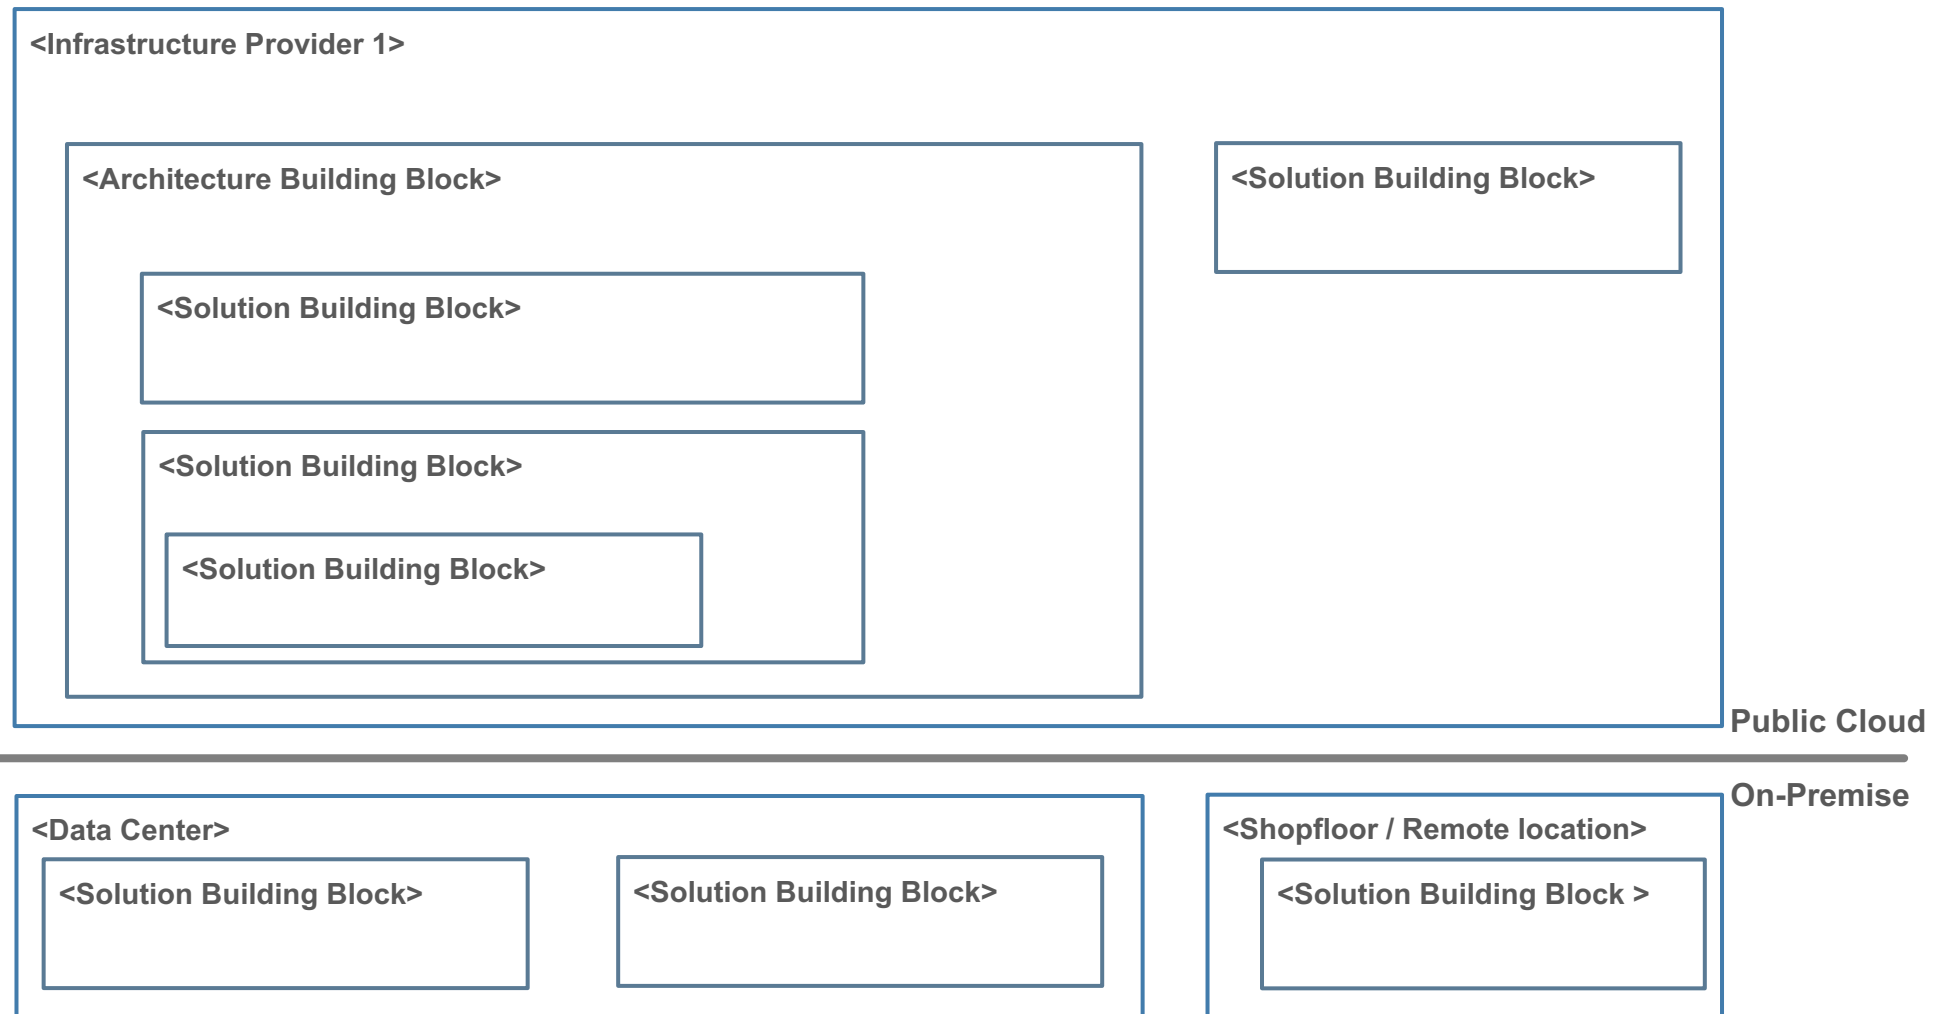 <Infrastructure Provider 1>
<Architecture Building Block>
<Solution Building Block>
<Solution Building Block>
<Solution Building Block>
<Solution Building Block>
Public Cloud
On-Premise
<Data Center>
<Shopfloor / Remote location>
<Solution Building Block>
<Solution Building Block>
<Solution Building Block >